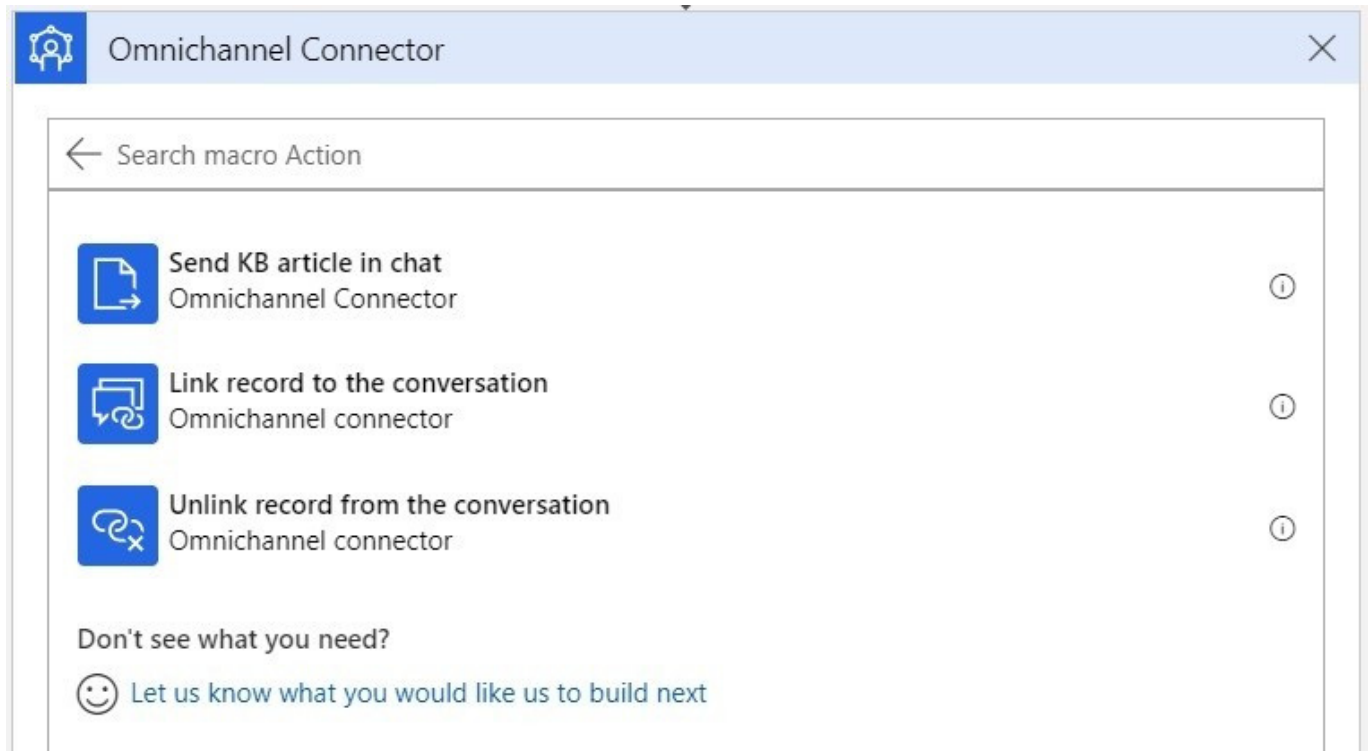 Omnichannel Connector
Search macro Action
Send KB article in chat
Omnichannel Connector
Link record to the conversation
Omnichannel connector
Unlink record from the conversation
Omnichannel connector
Don't see what you need?
Let us know what you would like us to build next